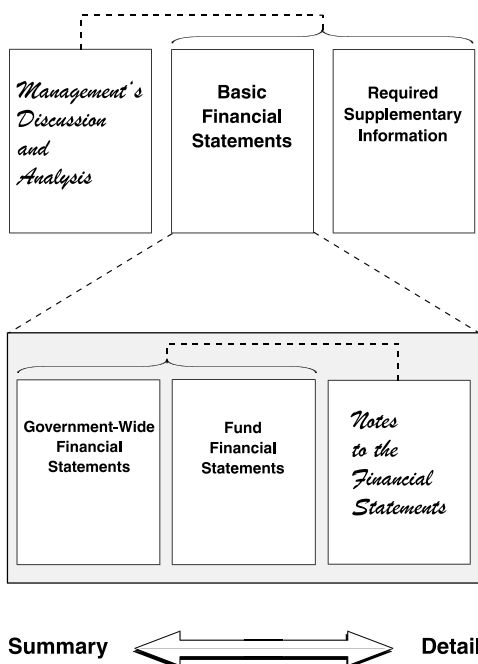 Management's
Discussion
and
Analysis
Basic
Financial
Statements
Required
Supplementary
Information
Government-Wide
Financial
Statements
Fund
Financial
Statements
Notes
to the
Financial
Statements
Summary
Detail